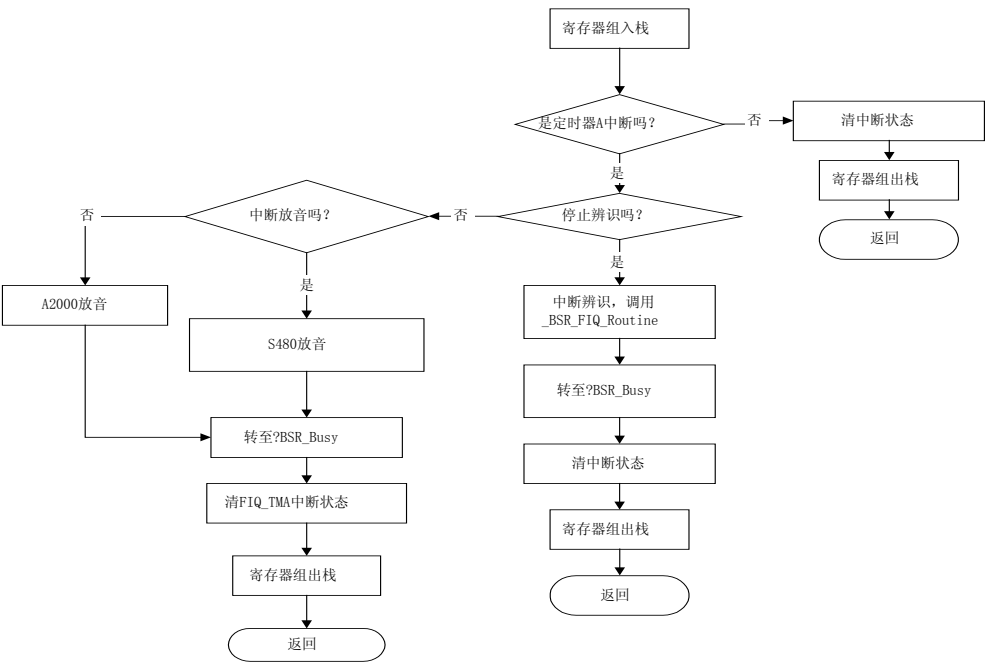 寄存器组入栈
是定时器A中断吗?
否
清中断状态
寄存器组出栈
返回
是
停止辨识吗?
否
中断放音吗?
否
A2000放音
是
S480放音
转至?BSR_Busy
清FIQ_TMA中断状态
寄存器组出栈
返回
是
中断辨识，调用
_BSR_FIQ_Routine
转至?BSR_Busy
清中断状态
寄存器组出栈
返回